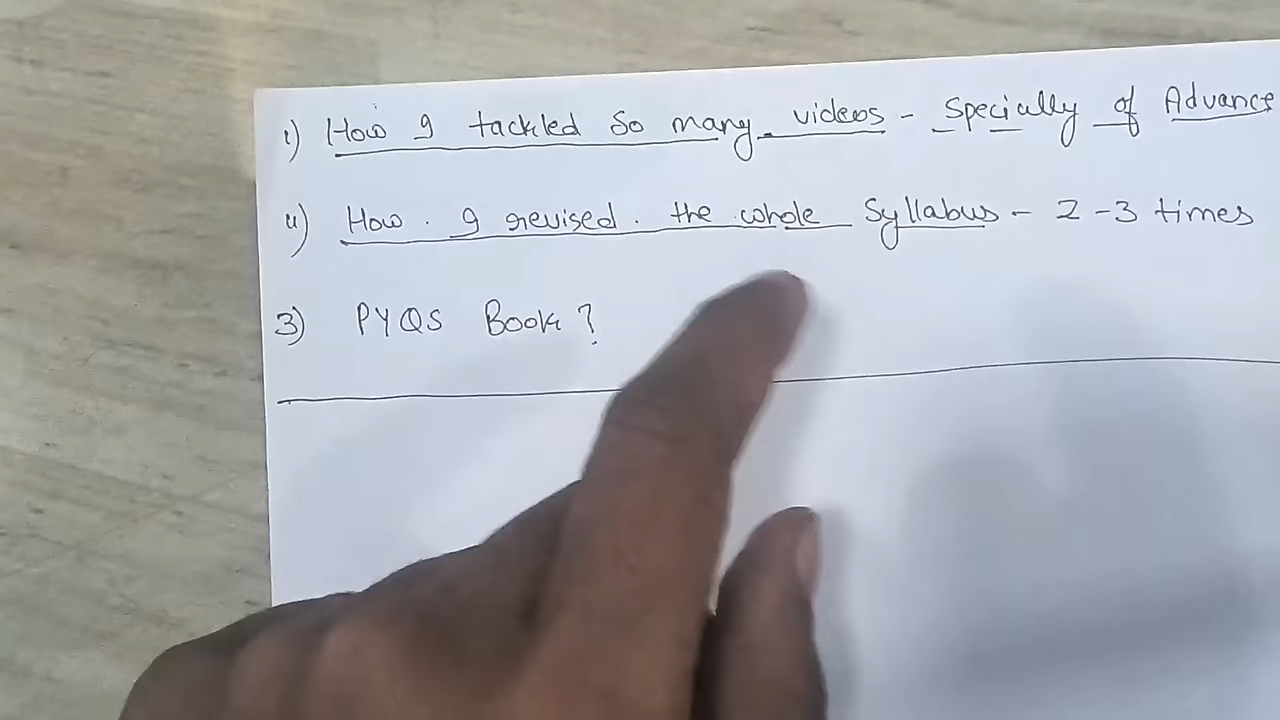 1) How I tackled so many videos - Specially of Advance
11) How I revised the whole Syllabus - 2-3 times
3) PYQS Book?